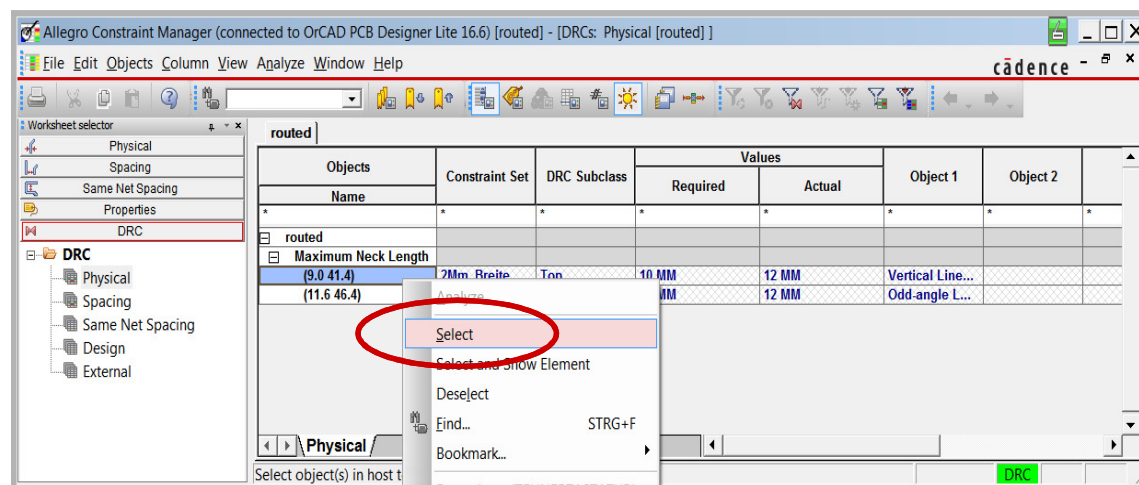 Allegro Constraint Manager (connected to OrCAD PCB Designer Lite 16.6) [routed] - [DRCs: Physical [routed] ]
File Edit Objects Column View Analyze Window Help
cādence
Worksheet selector
Physical
Spacing
Same Net Spacing
Properties
DRC
DRC
Physical
Spacing
Same Net Spacing
Design
External
routed
Objects Constraint Set DRC Subclass Values Object 1 Object 2
Name Required Actual
* * * * * * * *
routed
Maximum Neck Length
(9.0 41.4) 2Mm_Breite Top 10 MM 12 MM Vertical Line...
(11.6 46.4) MM 12 MM Odd-angle L...
Analyze
Select
Select and Show Element
Deselect
Find... STRG+F
Bookmark...
Physical
Select object(s) in host t
DRC